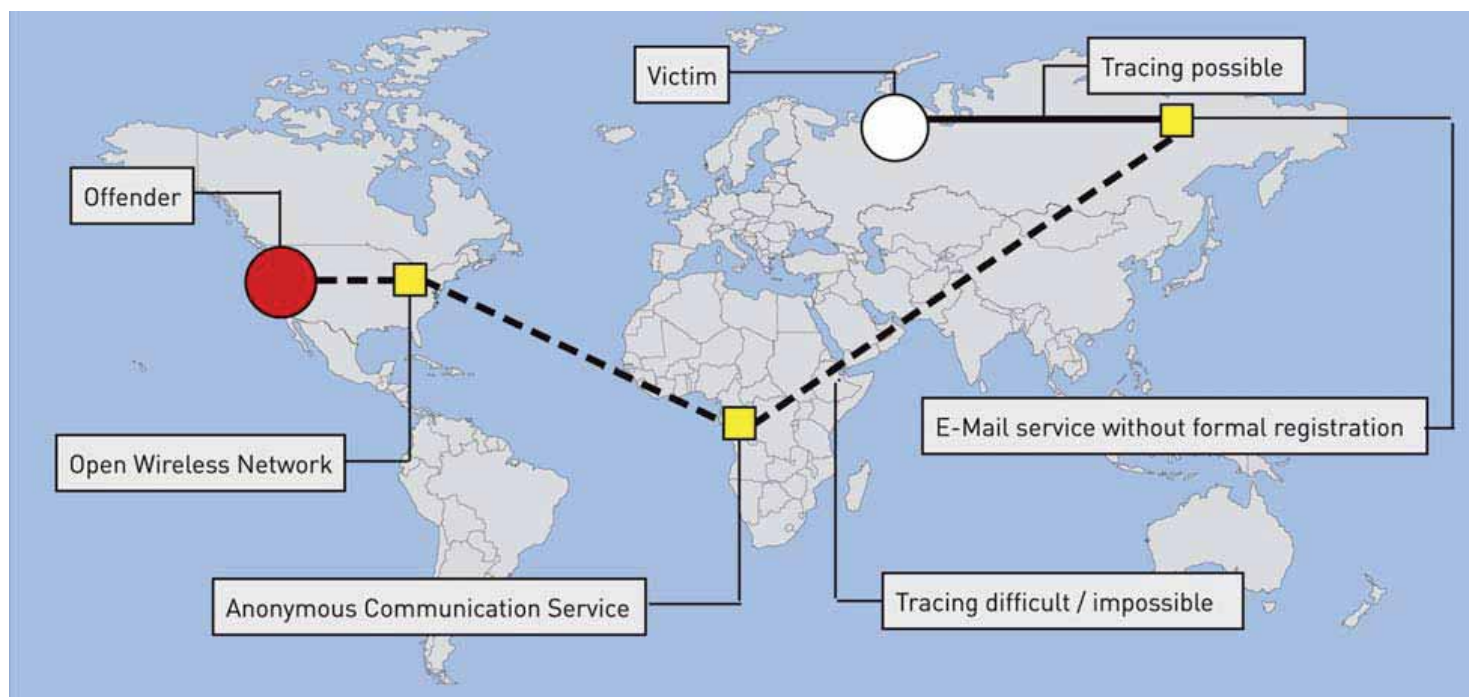 Victim
Tracing possible
Offender
E-Mail service without formal registration
Open Wireless Network
Anonymous Communication Service
Tracing difficult / impossible